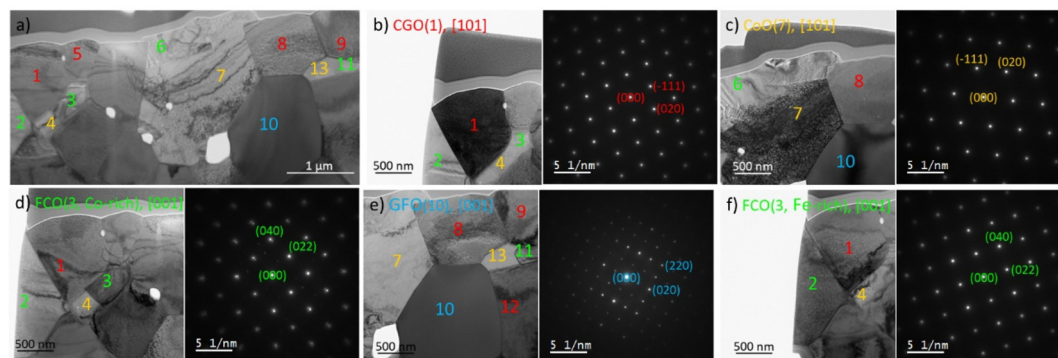 a)
5
6
8
9
1
7
13
11
3
2
4
10
1 µm
b) CGO(1), [101]
(-111)
(000)
(020)
1
3
2
4
500 nm
5 1/nm
c) CoO(7), [101]
(-111)
(020)
6
8
(000)
7
10
500 nm
5 1/nm
d) FCO(3, Co-rich), [001]
(040)
(022)
1
(000)
3
2
4
500 nm
5 1/nm
e) GFO(10), [001]
9
8
7
13
11
(220)
(000)
(020)
10
12
500 nm
5 1/nm
f) FCO(3, Fe-rich), [001]
(040)
1
(022)
2
(000)
4
500 nm
5 1/nm